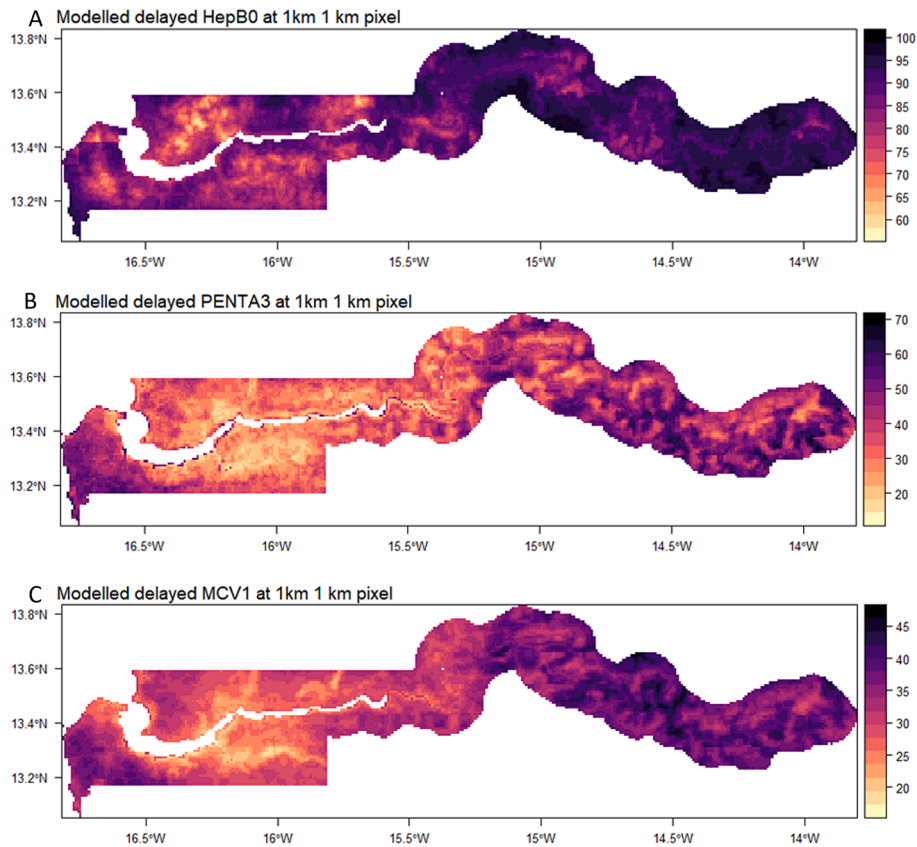 A Modelled delayed HepB0 at 1km 1 km pixel
13.8°N
13.6°N
13.4°N
13.2°N
16.5°W 16°W 15.5°W 15°W 14.5°W 14°W
100
95
90
85
80
75
70
65
60
B Modelled delayed PENTA3 at 1km 1 km pixel
13.8°N
13.6°N
13.4°N
13.2°N
16.5°W 16°W 15.5°W 15°W 14.5°W 14°W
70
60
50
40
30
20
C Modelled delayed MCV1 at 1km 1 km pixel
13.8°N
13.6°N
13.4°N
13.2°N
16.5°W 16°W 15.5°W 15°W 14.5°W 14°W
45
40
35
30
25
20